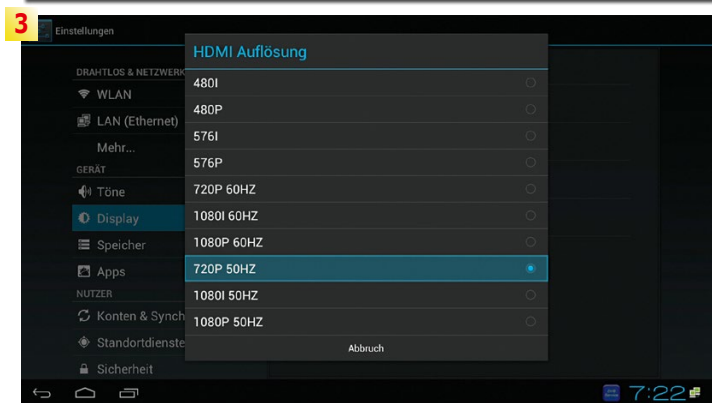 3
Einstellungen
DRAHTLOS & NETZWERK
WLAN
LAN (Ethernet)
Mehr...
GERÄT
Töne
Display
Speicher
Apps
NUTZER
Konten & Synch
Standortdienste
Sicherheit
HDMI Auflösung
480I
480P
576I
576P
720P 60HZ
1080I 60HZ
1080P 60HZ
720P 50HZ
1080I 50HZ
1080P 50HZ
Abbruch
7:22